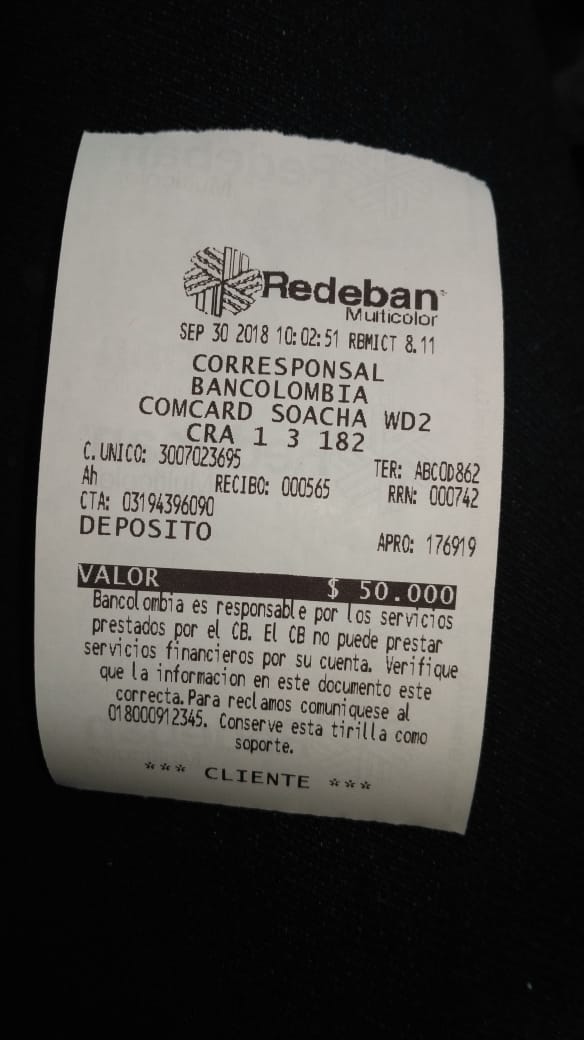 Redeban
Multicolor
SEP 30 2018 10:02:51 RBMICT 8.11
CORRESPONSAL
BANCOLOMBIA
COMCARD SOACHA WD2
CRA 1 3 182
C. UNICO: 3007023695 TER: ABCOD862
Ah RECIBO: 000565 RRN: 000742
CTA: 03194396090
DEPOSITO APRO: 176919
VALOR $ 50.000
Bancolombia es responsable por los servicios
prestados por el CB. El CB no puede prestar
servicios financieros por su cuenta. Verifique
que la informacion en este documento este
correcta. Para reclamos comuniquese al
018000912345. Conserve esta tirilla como
soporte.
*** CLIENTE ***